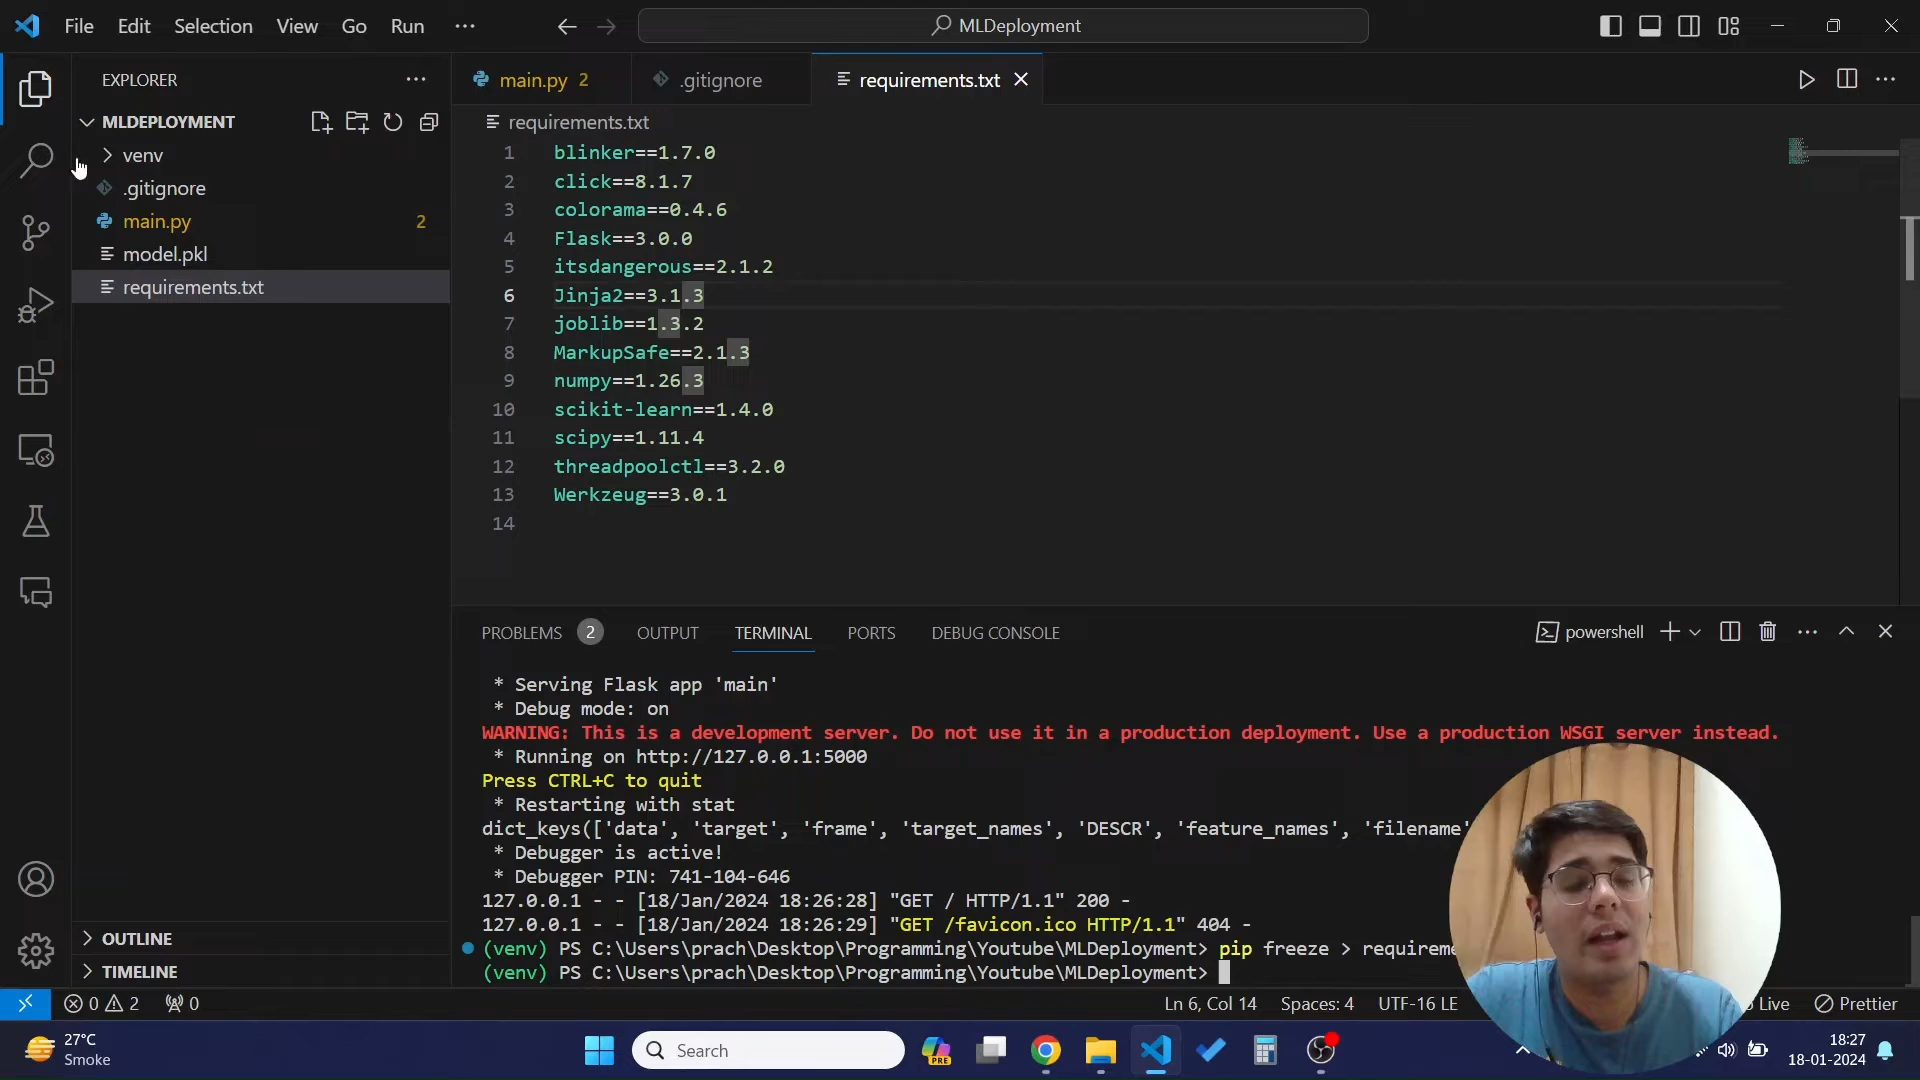 File Edit Selection View Go Run ···
MLDeployment
EXPLORER
MLDEPLOYMENT
venv
.gitignore
main.py 2
model.pkl
requirements.txt
OUTLINE
TIMELINE
main.py 2
.gitignore
requirements.txt
requirements.txt
1 blinker==1.7.0
2 click==8.1.7
3 colorama==0.4.6
4 Flask==3.0.0
5 itsdangerous==2.1.2
6 Jinja2==3.1.3
7 joblib==1.3.2
8 MarkupSafe==2.1.3
9 numpy==1.26.3
10 scikit-learn==1.4.0
11 scipy==1.11.4
12 threadpoolctl==3.2.0
13 Werkzeug==3.0.1
14
PROBLEMS 2 OUTPUT TERMINAL PORTS DEBUG CONSOLE
powershell
* Serving Flask app 'main'
* Debug mode: on
WARNING: This is a development server. Do not use it in a production deployment. Use a production WSGI server instead.
* Running on http://127.0.0.1:5000
Press CTRL+C to quit
* Restarting with stat
dict_keys(['data', 'target', 'frame', 'target_names', 'DESCR', 'feature_names', 'filename'
* Debugger is active!
* Debugger PIN: 741-104-646
127.0.0.1 - - [18/Jan/2024 18:26:28] "GET / HTTP/1.1" 200 -
127.0.0.1 - - [18/Jan/2024 18:26:29] "GET /favicon.ico HTTP/1.1" 404 -
(venv) PS C:\Users\prach\Desktop\Programming\Youtube\MLDeployment> pip freeze > requireme
(venv) PS C:\Users\prach\Desktop\Programming\Youtube\MLDeployment>
0 2 0
Ln 6, Col 14 Spaces: 4 UTF-16 LE
Live Prettier
27°C
Smoke
Search
PRE
18:27
18-01-2024